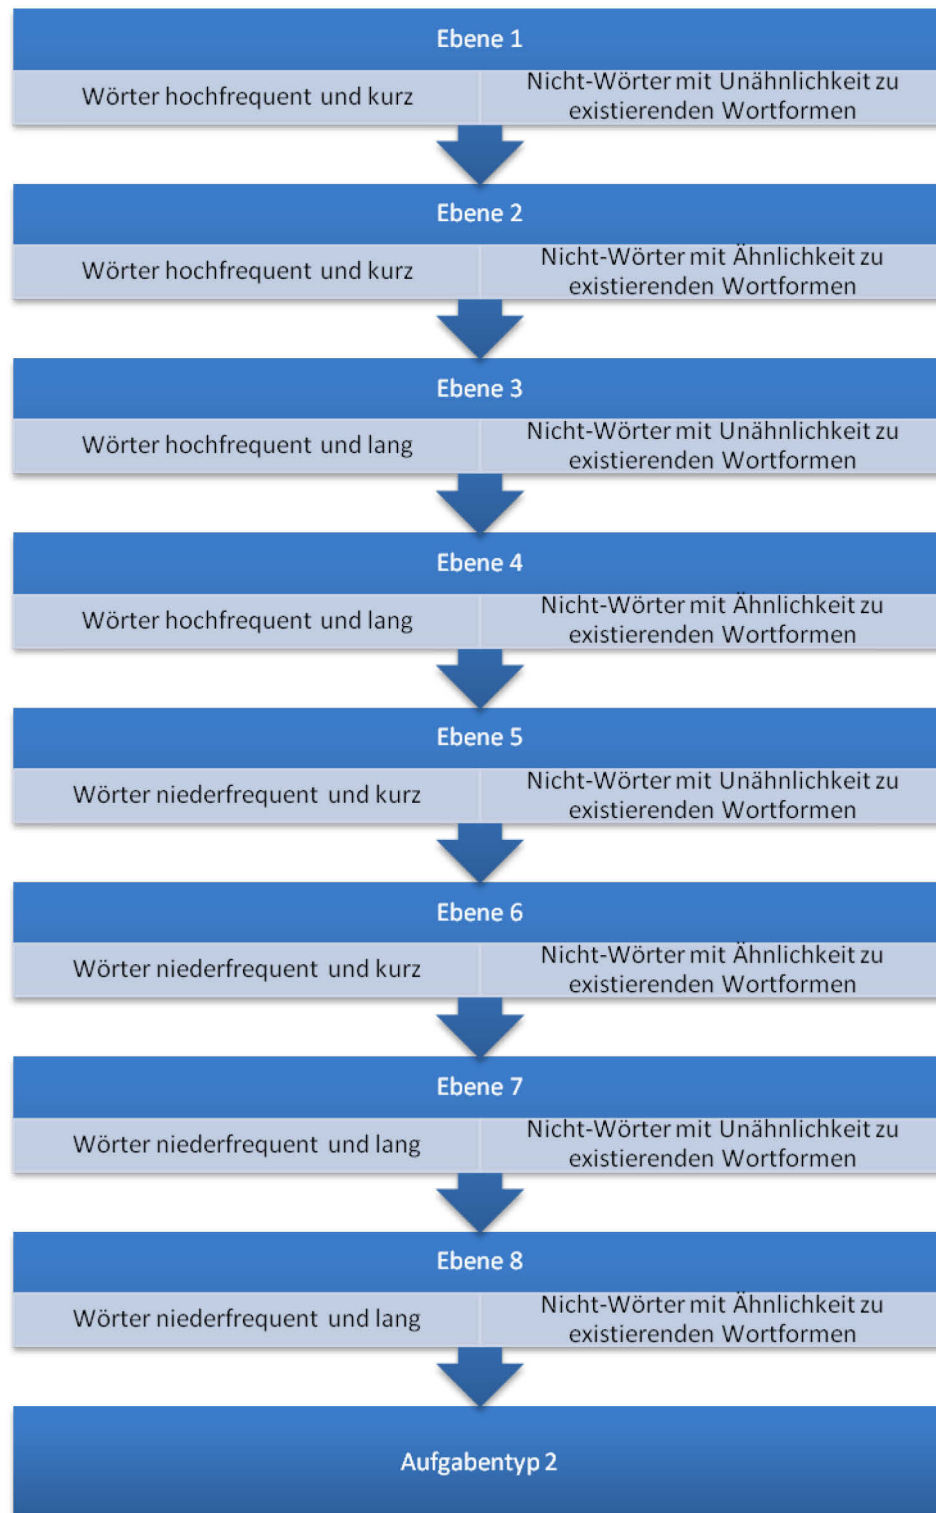 Ebene 1
Wörter hochfrequent und kurz
Nicht-Wörter mit Unähnlichkeit zu
existierenden Wortformen
Ebene 2
Wörter hochfrequent und kurz
Nicht-Wörter mit Ähnlichkeit zu
existierenden Wortformen
Ebene 3
Wörter hochfrequent und lang
Nicht-Wörter mit Unähnlichkeit zu
existierenden Wortformen
Ebene 4
Wörter hochfrequent und lang
Nicht-Wörter mit Ähnlichkeit zu
existierenden Wortformen
Ebene 5
Wörter niederfrequent und kurz
Nicht-Wörter mit Unähnlichkeit zu
existierenden Wortformen
Ebene 6
Wörter niederfrequent und kurz
Nicht-Wörter mit Ähnlichkeit zu
existierenden Wortformen
Ebene 7
Wörter niederfrequent und lang
Nicht-Wörter mit Unähnlichkeit zu
existierenden Wortformen
Ebene 8
Wörter niederfrequent und lang
Nicht-Wörter mit Ähnlichkeit zu
existierenden Wortformen
Aufgabentyp 2